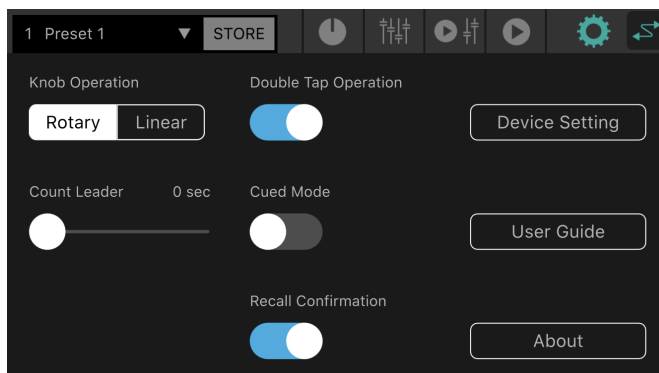 1 Preset 1 ▼ STORE
Knob Operation
Double Tap Operation
Rotary Linear
Device Setting
Count Leader 0 sec
Cued Mode
User Guide
Recall Confirmation
About